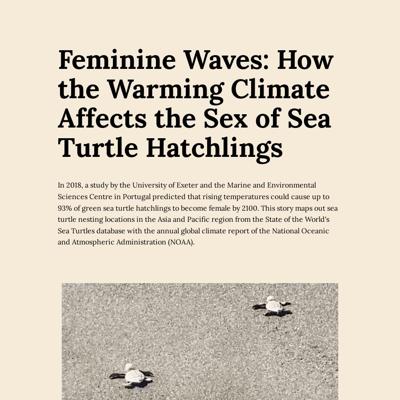 Feminine Waves: How
the Warming Climate
Affects the Sex of Sea
Turtle Hatchlings
In 2018, a study by the University of Exeter and the Marine and Environmental
Sciences Centre in Portugal predicted that rising temperatures could cause up to
93% of green sea turtle hatchlings to become female by 2100. This story maps out sea
turtle nesting locations in the Asia and Pacific region from the State of the World's
Sea Turtles database with the annual global climate report of the National Oceanic
and Atmospheric Administration (NOAA).